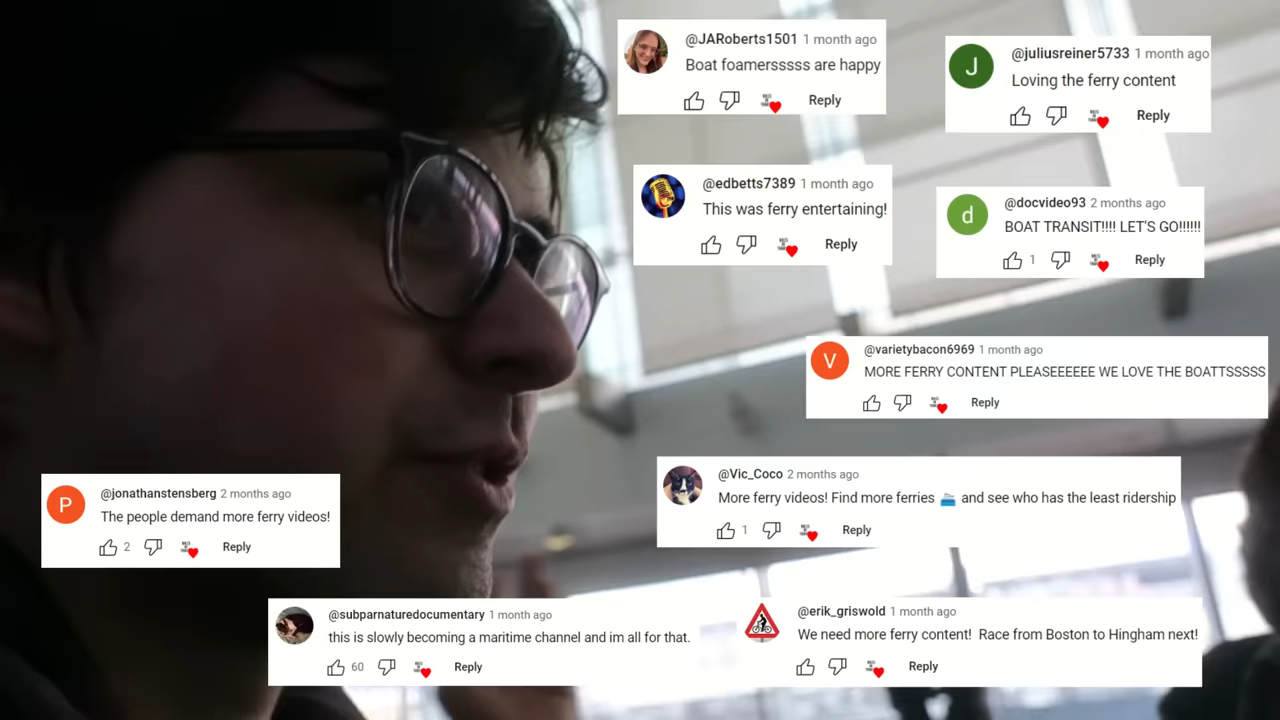 @JARoberts1501 1 month ago
Boat foamersssss are happy
Reply
@juliusreiner5733 1 month ago
Loving the ferry content
Reply
@edbetts7389 1 month ago
This was ferry entertaining!
Reply
@docvideo93 2 months ago
BOAT TRANSIT!!!! LET'S GO!!!!!!
1 Reply
@varietybacon6969 1 month ago
MORE FERRY CONTENT PLEASEEEEEE WE LOVE THE BOATTSSSSS
Reply
@Vic_Coco 2 months ago
More ferry videos! Find more ferries and see who has the least ridership
1 Reply
@jonathanstensberg 2 months ago
The people demand more ferry videos!
2 Reply
@subparnaturedocumentary 1 month ago
this is slowly becoming a maritime channel and im all for that.
60 Reply
@erik_griswold 1 month ago
We need more ferry content! Race from Boston to Hingham next!
Reply
J
d
V
P